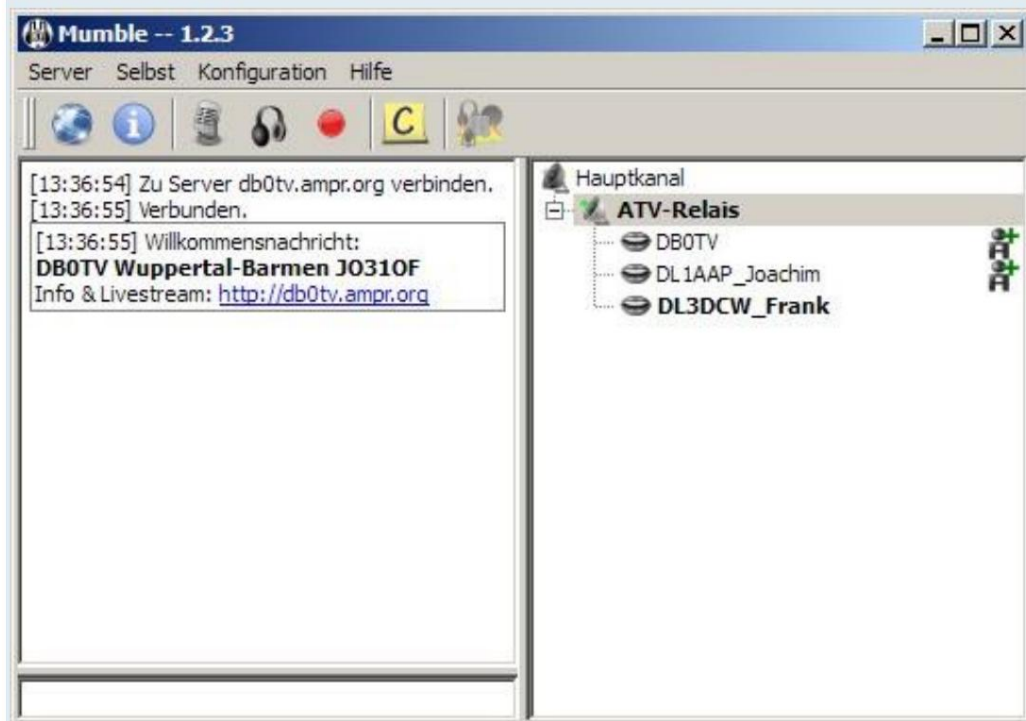 Mumble -- 1.2.3
Server Selbst Konfiguration Hilfe
C
[13:36:54] Zu Server db0tv.ampr.org verbinden.
[13:36:55] Verbunden.
[13:36:55] Willkommensnachricht:
DB0TV Wuppertal-Barmen JO31OF
Info & Livestream: http://db0tv.ampr.org
Hauptkanal
ATV-Relais
DB0TV
DL1AAP_Joachim
DL3DCW_Frank